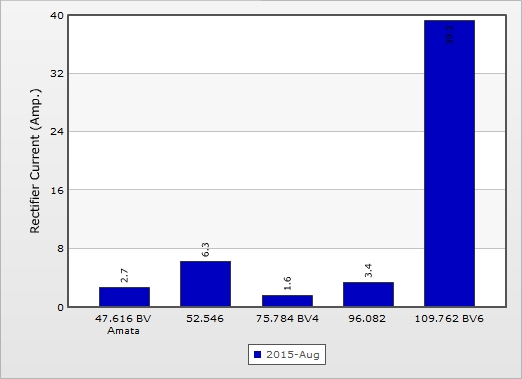 40
32
24
16
8
0
Rectifier Current (Amp.)
2.7
6.3
1.6
3.4
47.616 BV
Amata
52.546
75.784 BV4
96.082
109.762 BV6
2015-Aug